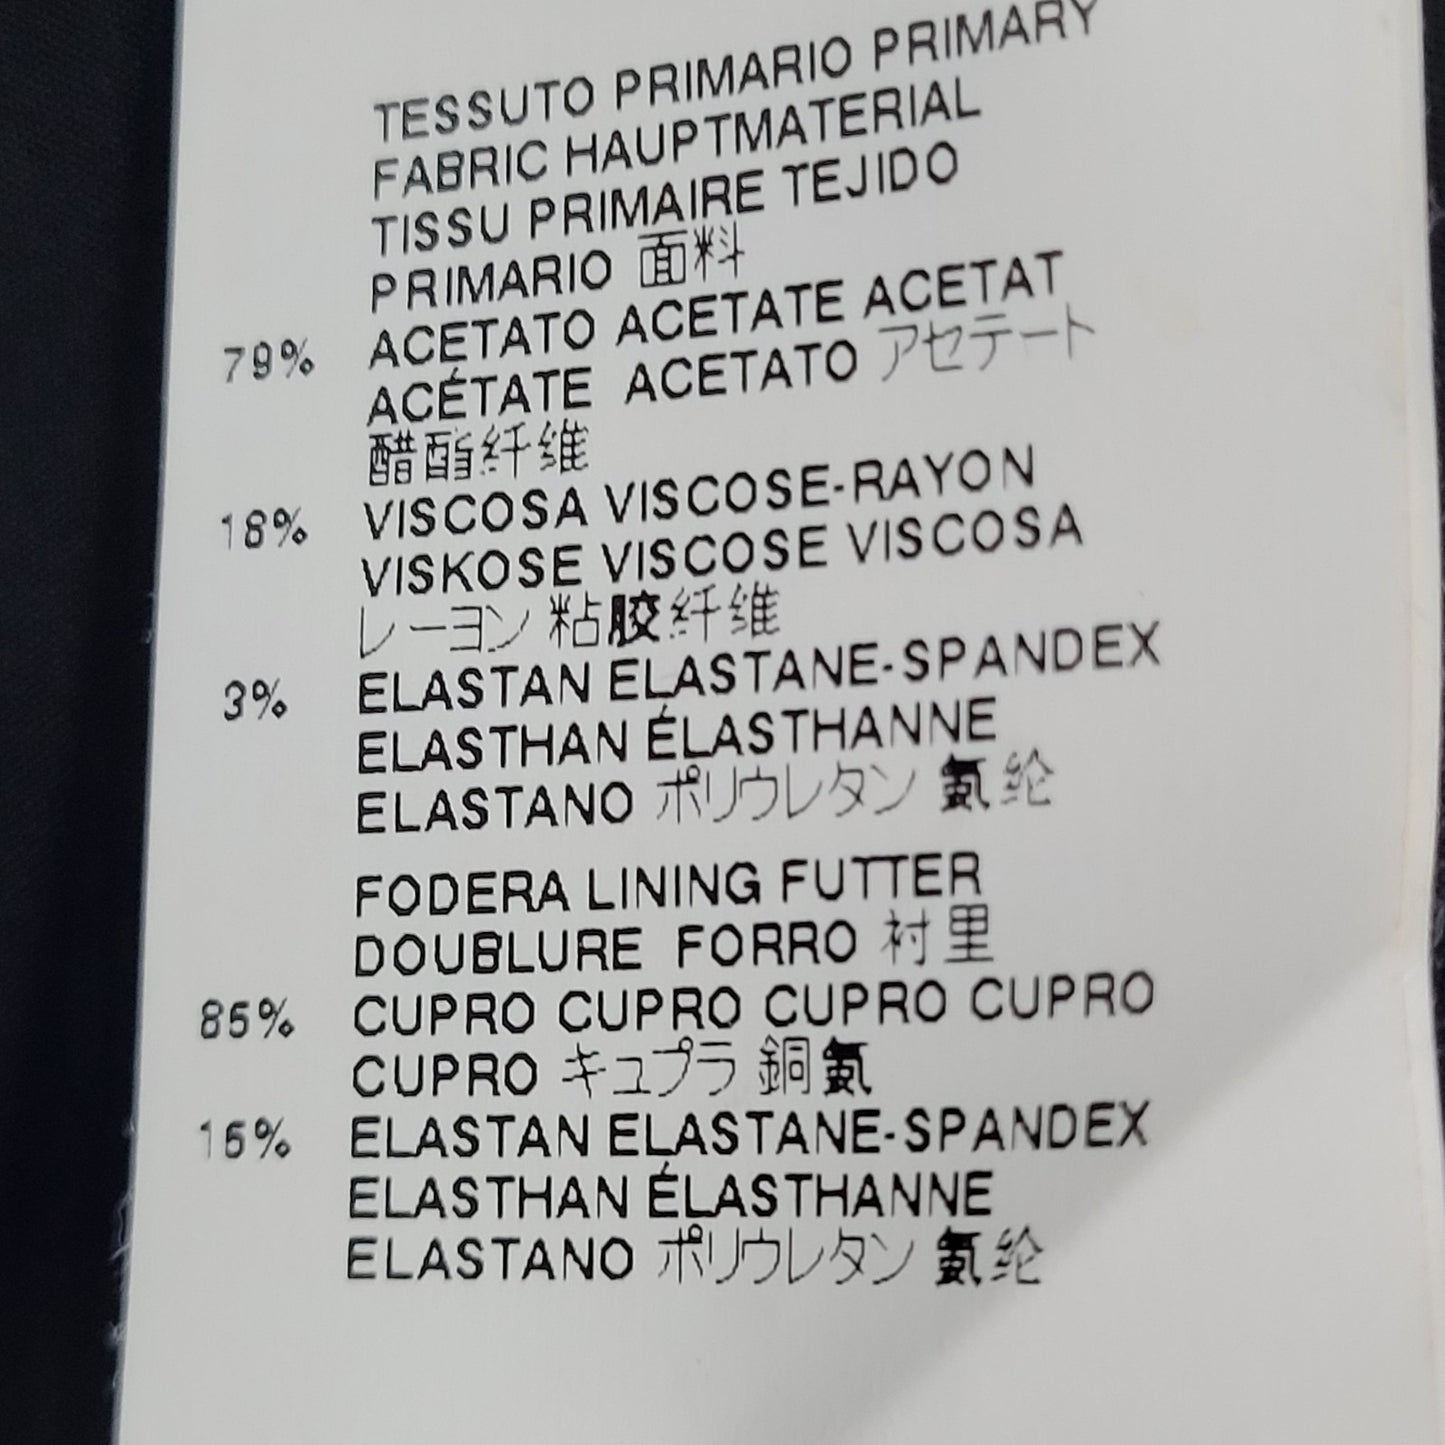 TESSUTO PRIMARIO PRIMARY
FABRIC HAUPTMATERIAL
TISSU PRIMAIRE TEJIDO
PRIMARIO 面料
79% ACETATO ACETATE ACETAT
ACÉTATE ACETATO アセテート
醋酯纤维
18% VISCOSA VISCOSE-RAYON
VISKOSE VISCOSE VISCOSA
レーヨン 粘胶纤维
3% ELASTAN ELASTANE-SPANDEX
ELASTHAN ÉLASTHANNE
ELASTANO ポリウレタン 氨纶
FODERA LINING FUTTER
DOUBLURE FORRO 衬里
85% CUPRO CUPRO CUPRO CUPRO
CUPRO キュプラ 銅氨
15% ELASTAN ELASTANE-SPANDEX
ELASTHAN ÉLASTHANNE
ELASTANO ポリウレタン 氨纶